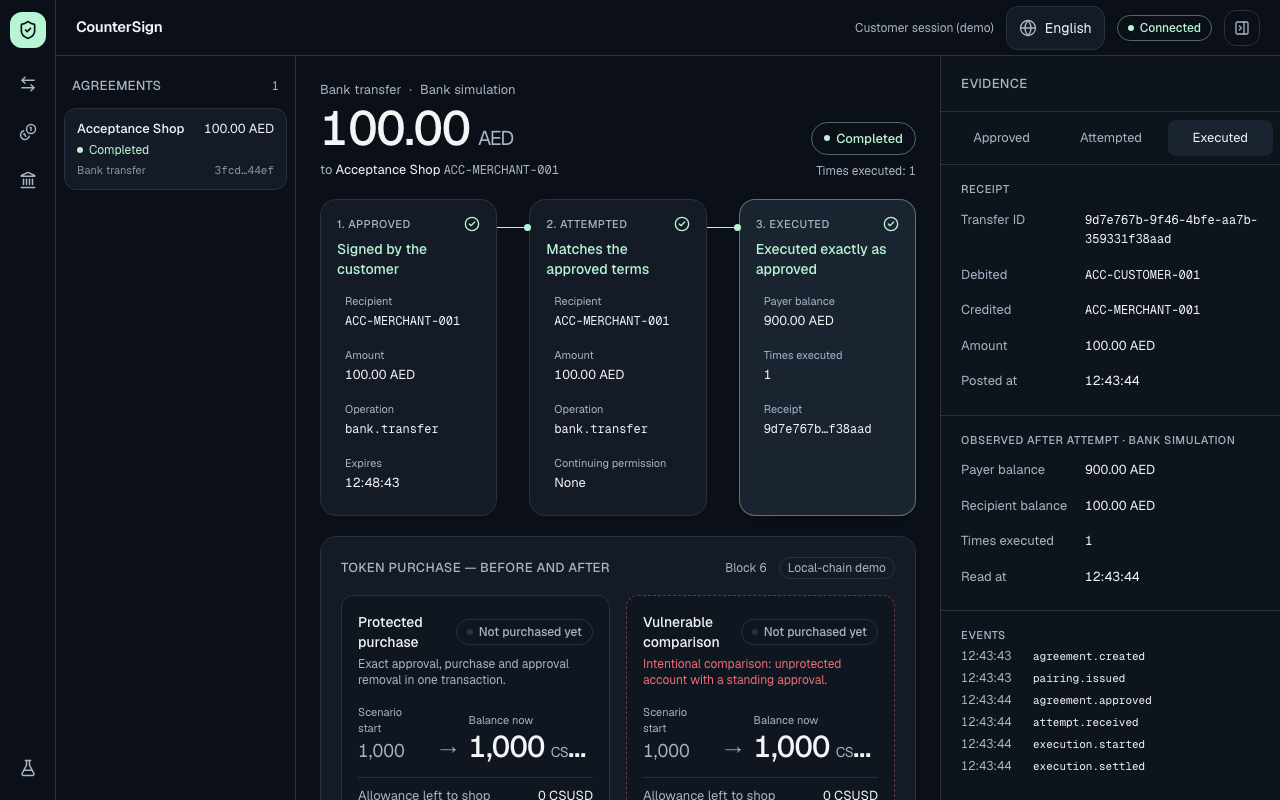 CounterSign
Customer session (demo)
English
Connected
AGREEMENTS
1
Acceptance Shop
100.00 AED
Completed
Bank transfer
3fcd…44ef
Bank transfer · Bank simulation
100.00 AED
to Acceptance Shop ACC-MERCHANT-001
Completed
Times executed: 1
1. APPROVED
Signed by the
customer
Recipient
ACC-MERCHANT-001
Amount
100.00 AED
Operation
bank.transfer
Expires
12:48:43
2. ATTEMPTED
Matches the
approved terms
Recipient
ACC-MERCHANT-001
Amount
100.00 AED
Operation
bank.transfer
Continuing permission
None
3. EXECUTED
Executed exactly as
approved
Payer balance
900.00 AED
Times executed
1
Receipt
9d7e767b…f38aad
TOKEN PURCHASE — BEFORE AND AFTER
Block 6
Local-chain demo
Protected
purchase
Not purchased yet
Exact approval, purchase and approval
removal in one transaction.
Scenario
start
1,000
→
Balance now
1,000 CS...
Allowance left to shop
0 CSUSD
Vulnerable
comparison
Not purchased yet
Intentional comparison: unprotected
account with a standing approval.
Scenario
start
1,000
→
Balance now
1,000 CS...
Allowance left to shop
0 CSUSD
EVIDENCE
Approved
Attempted
Executed
RECEIPT
Transfer ID
9d7e767b-9f46-4bfe-aa7b-
359331f38aad
Debited
ACC-CUSTOMER-001
Credited
ACC-MERCHANT-001
Amount
100.00 AED
Posted at
12:43:44
OBSERVED AFTER ATTEMPT · BANK SIMULATION
Payer balance
900.00 AED
Recipient balance
100.00 AED
Times executed
1
Read at
12:43:44
EVENTS
12:43:43 agreement.created
12:43:43 pairing.issued
12:43:44 agreement.approved
12:43:44 attempt.received
12:43:44 execution.started
12:43:44 execution.settled